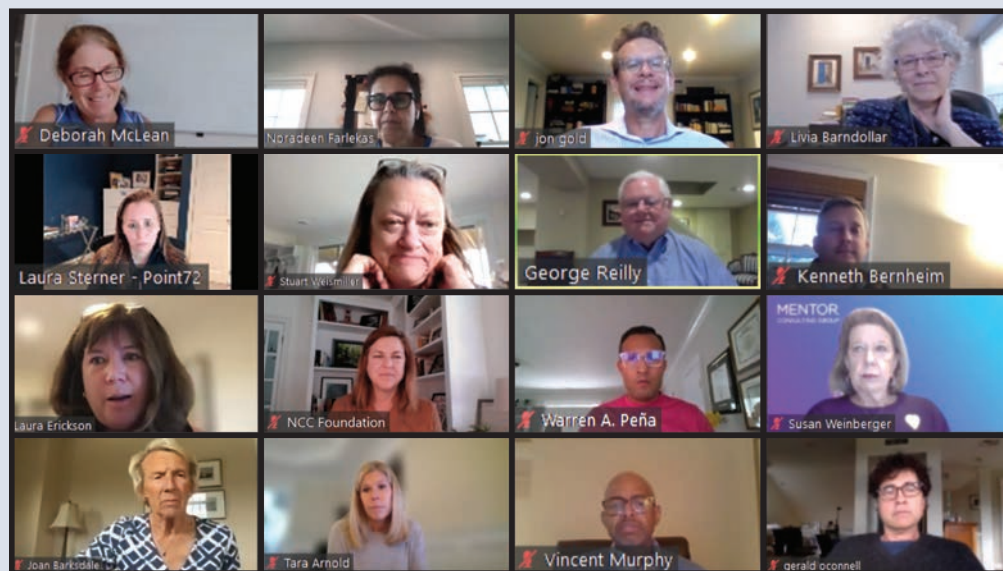 Deborah McLean
Noradeen Farlekas
jon gold
Livia Barndollar
Laura Sterner - Point72
Stuart Weismiller
George Reilly
Kenneth Bernheim
Laura Erickson
NCC Foundation
Warren A. Peña
MENTOR
CONSULTING GROUP
Susan Weinberger
Joan Barksdale
Tara Arnold
Vincent Murphy
gerald oconnell